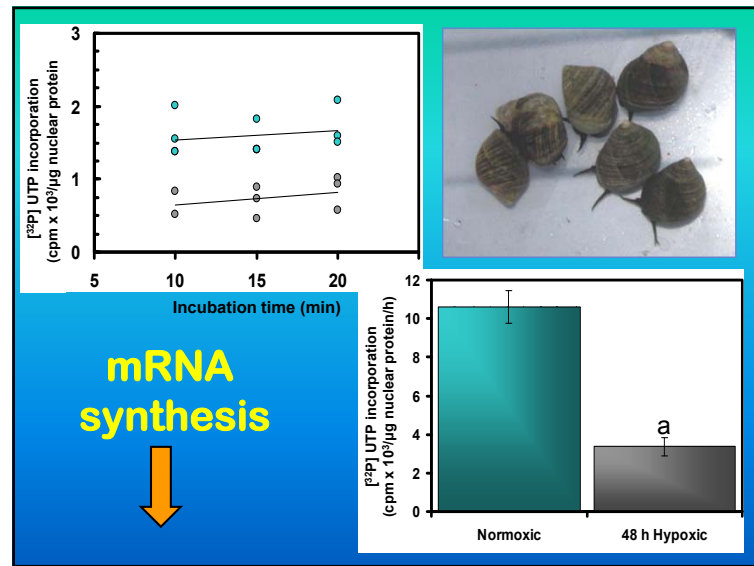 [³²P] UTP incorporation
(cpm x 10³/µg nuclear protein
3
2
1
0
5
10
15
20
Incubation time (min)
mRNA
synthesis
[³²P] UTP incorporation
(cpm x 10³/µg nuclear protein/h)
12
10
8
6
4
2
0
a
Normoxic
48 h Hypoxic